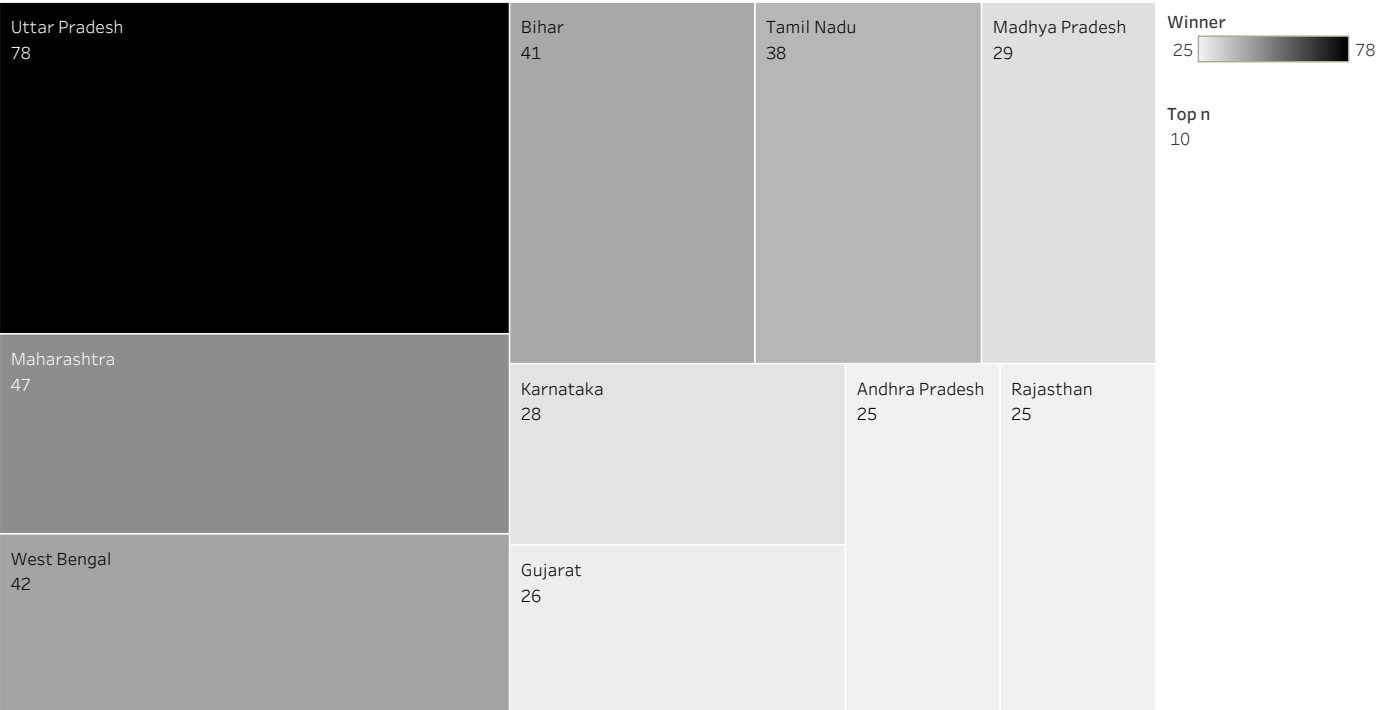 Uttar Pradesh
78
Maharashtra
47
West Bengal
42
Bihar
41
Tamil Nadu
38
Madhya Pradesh
29
Karnataka
28
Gujarat
26
Andhra Pradesh
25
Rajasthan
25
Winner
25 78
Top n
10